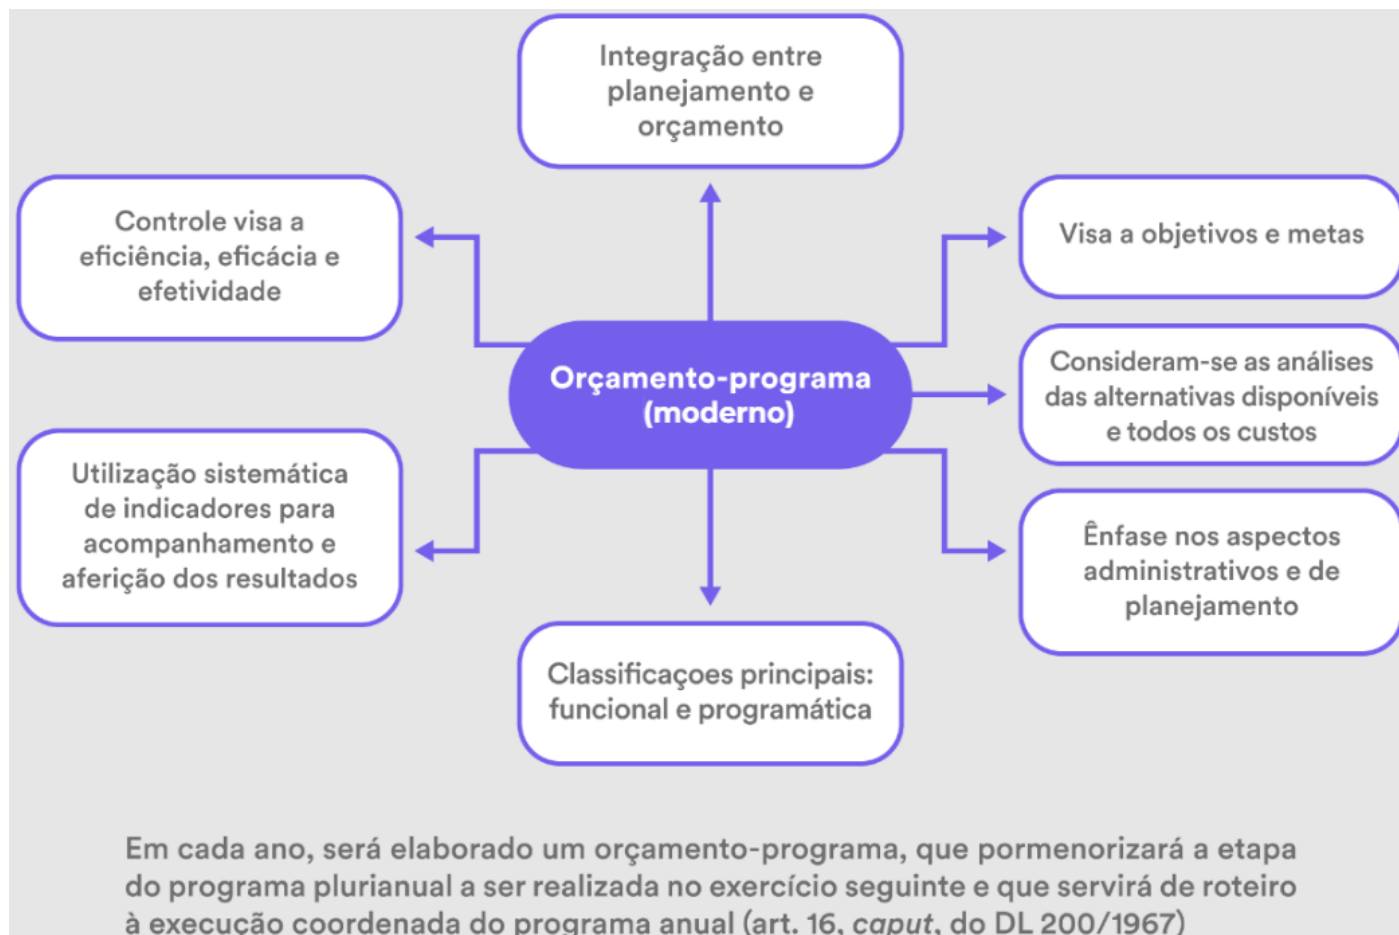 Integração entre
planejamento e
orçamento
Controle visa a
eficiência, eficácia e
efetividade
Visa a objetivos e metas
Orçamento-programa
(moderno)
Consideram-se as análises
das alternativas disponíveis
e todos os custos
Utilização sistemática
de indicadores para
acompanhamento e
aferição dos resultados
Ênfase nos aspectos
administrativos e de
planejamento
Classificaçoes principais:
funcional e programática
Em cada ano, será elaborado um orçamento-programa, que pormenorizará a etapa
do programa plurianual a ser realizada no exercício seguinte e que servirá de roteiro
à execução coordenada do programa anual (art. 16, caput, do DL 200/1967)